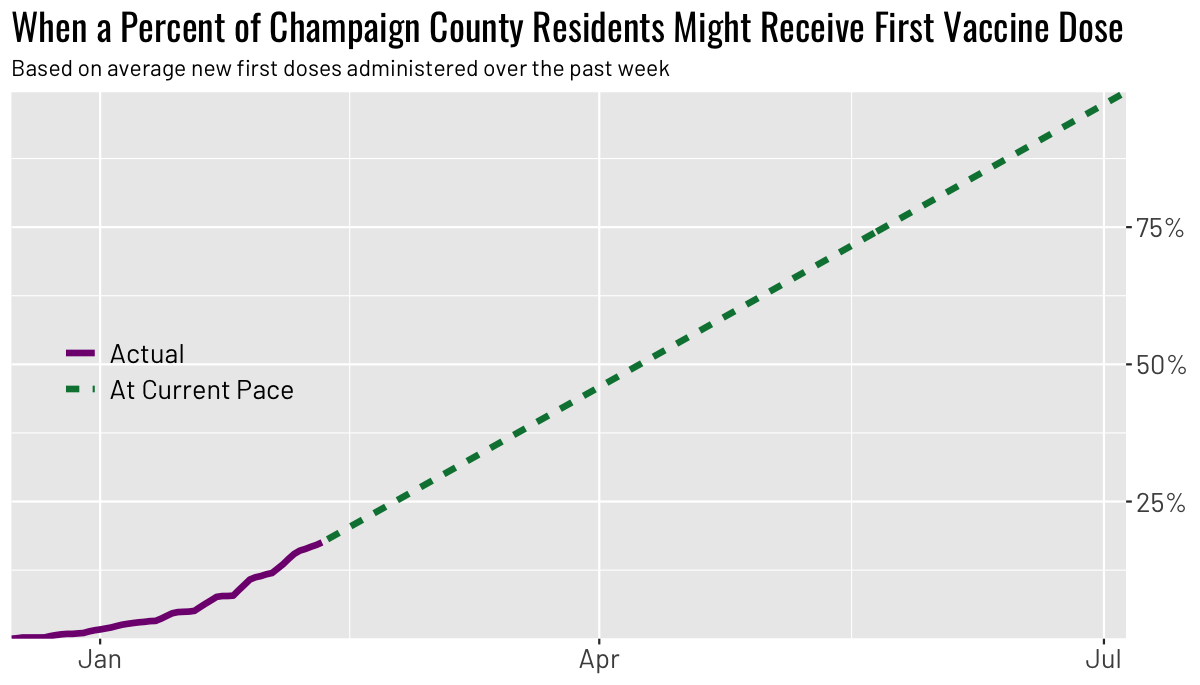 When a Percent of Champaign County Residents Might Receive First Vaccine Dose
Based on average new first doses administered over the past week
75%
Actual
50%
At Current Pace
25%
Jan
Apr
Jul